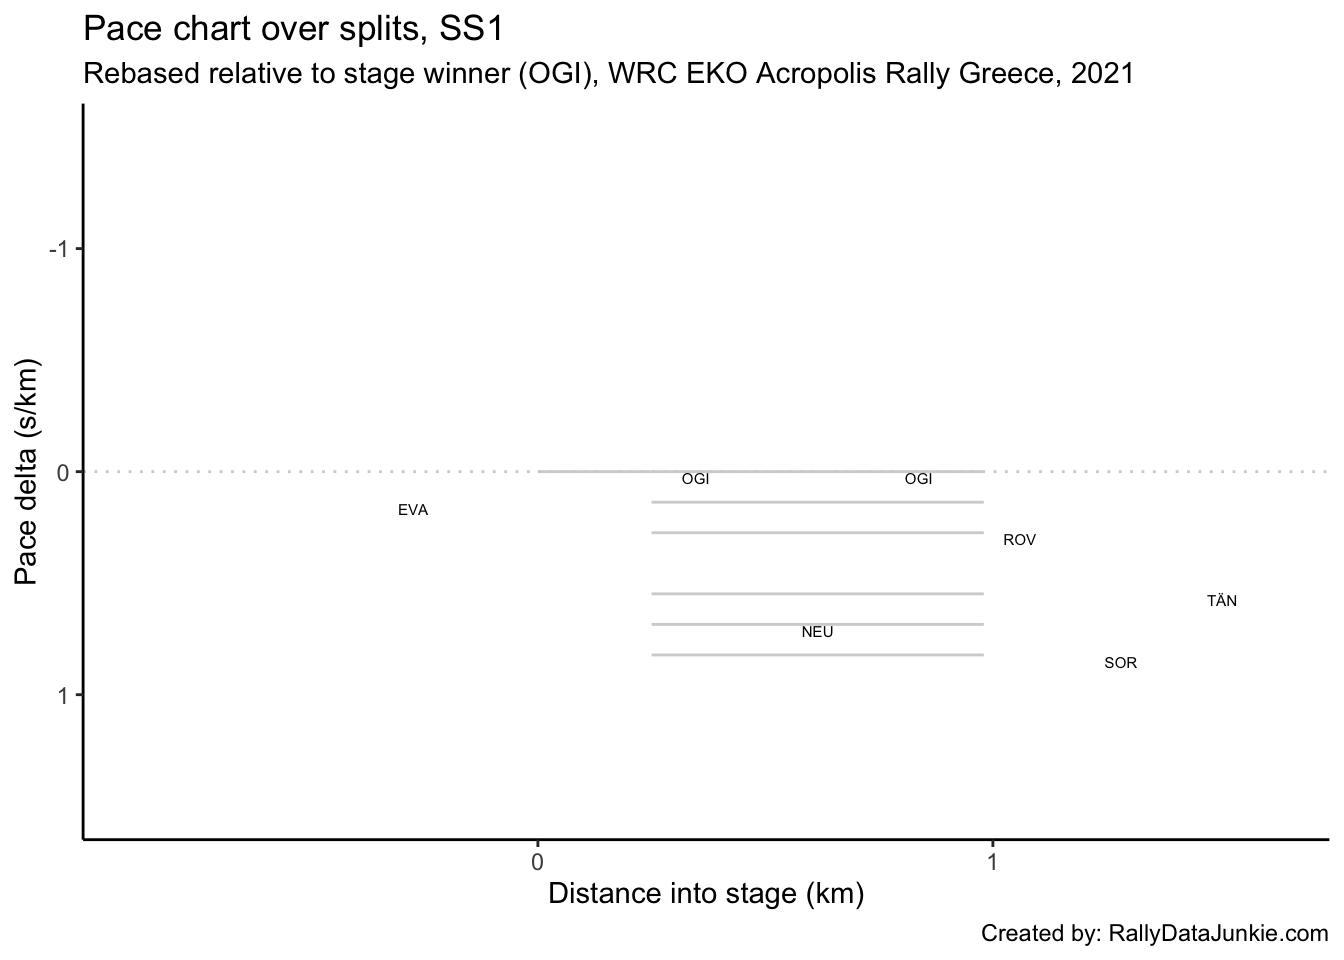 Pace chart over splits, SS1
Rebased relative to stage winner (OGI), WRC EKO Acropolis Rally Greece, 2021
Pace delta (s/km)
-1
0
1
OGI OGI
EVA
ROV
TÄN
NEU
SOR
0 1
Distance into stage (km)
Created by: RallyDataJunkie.com